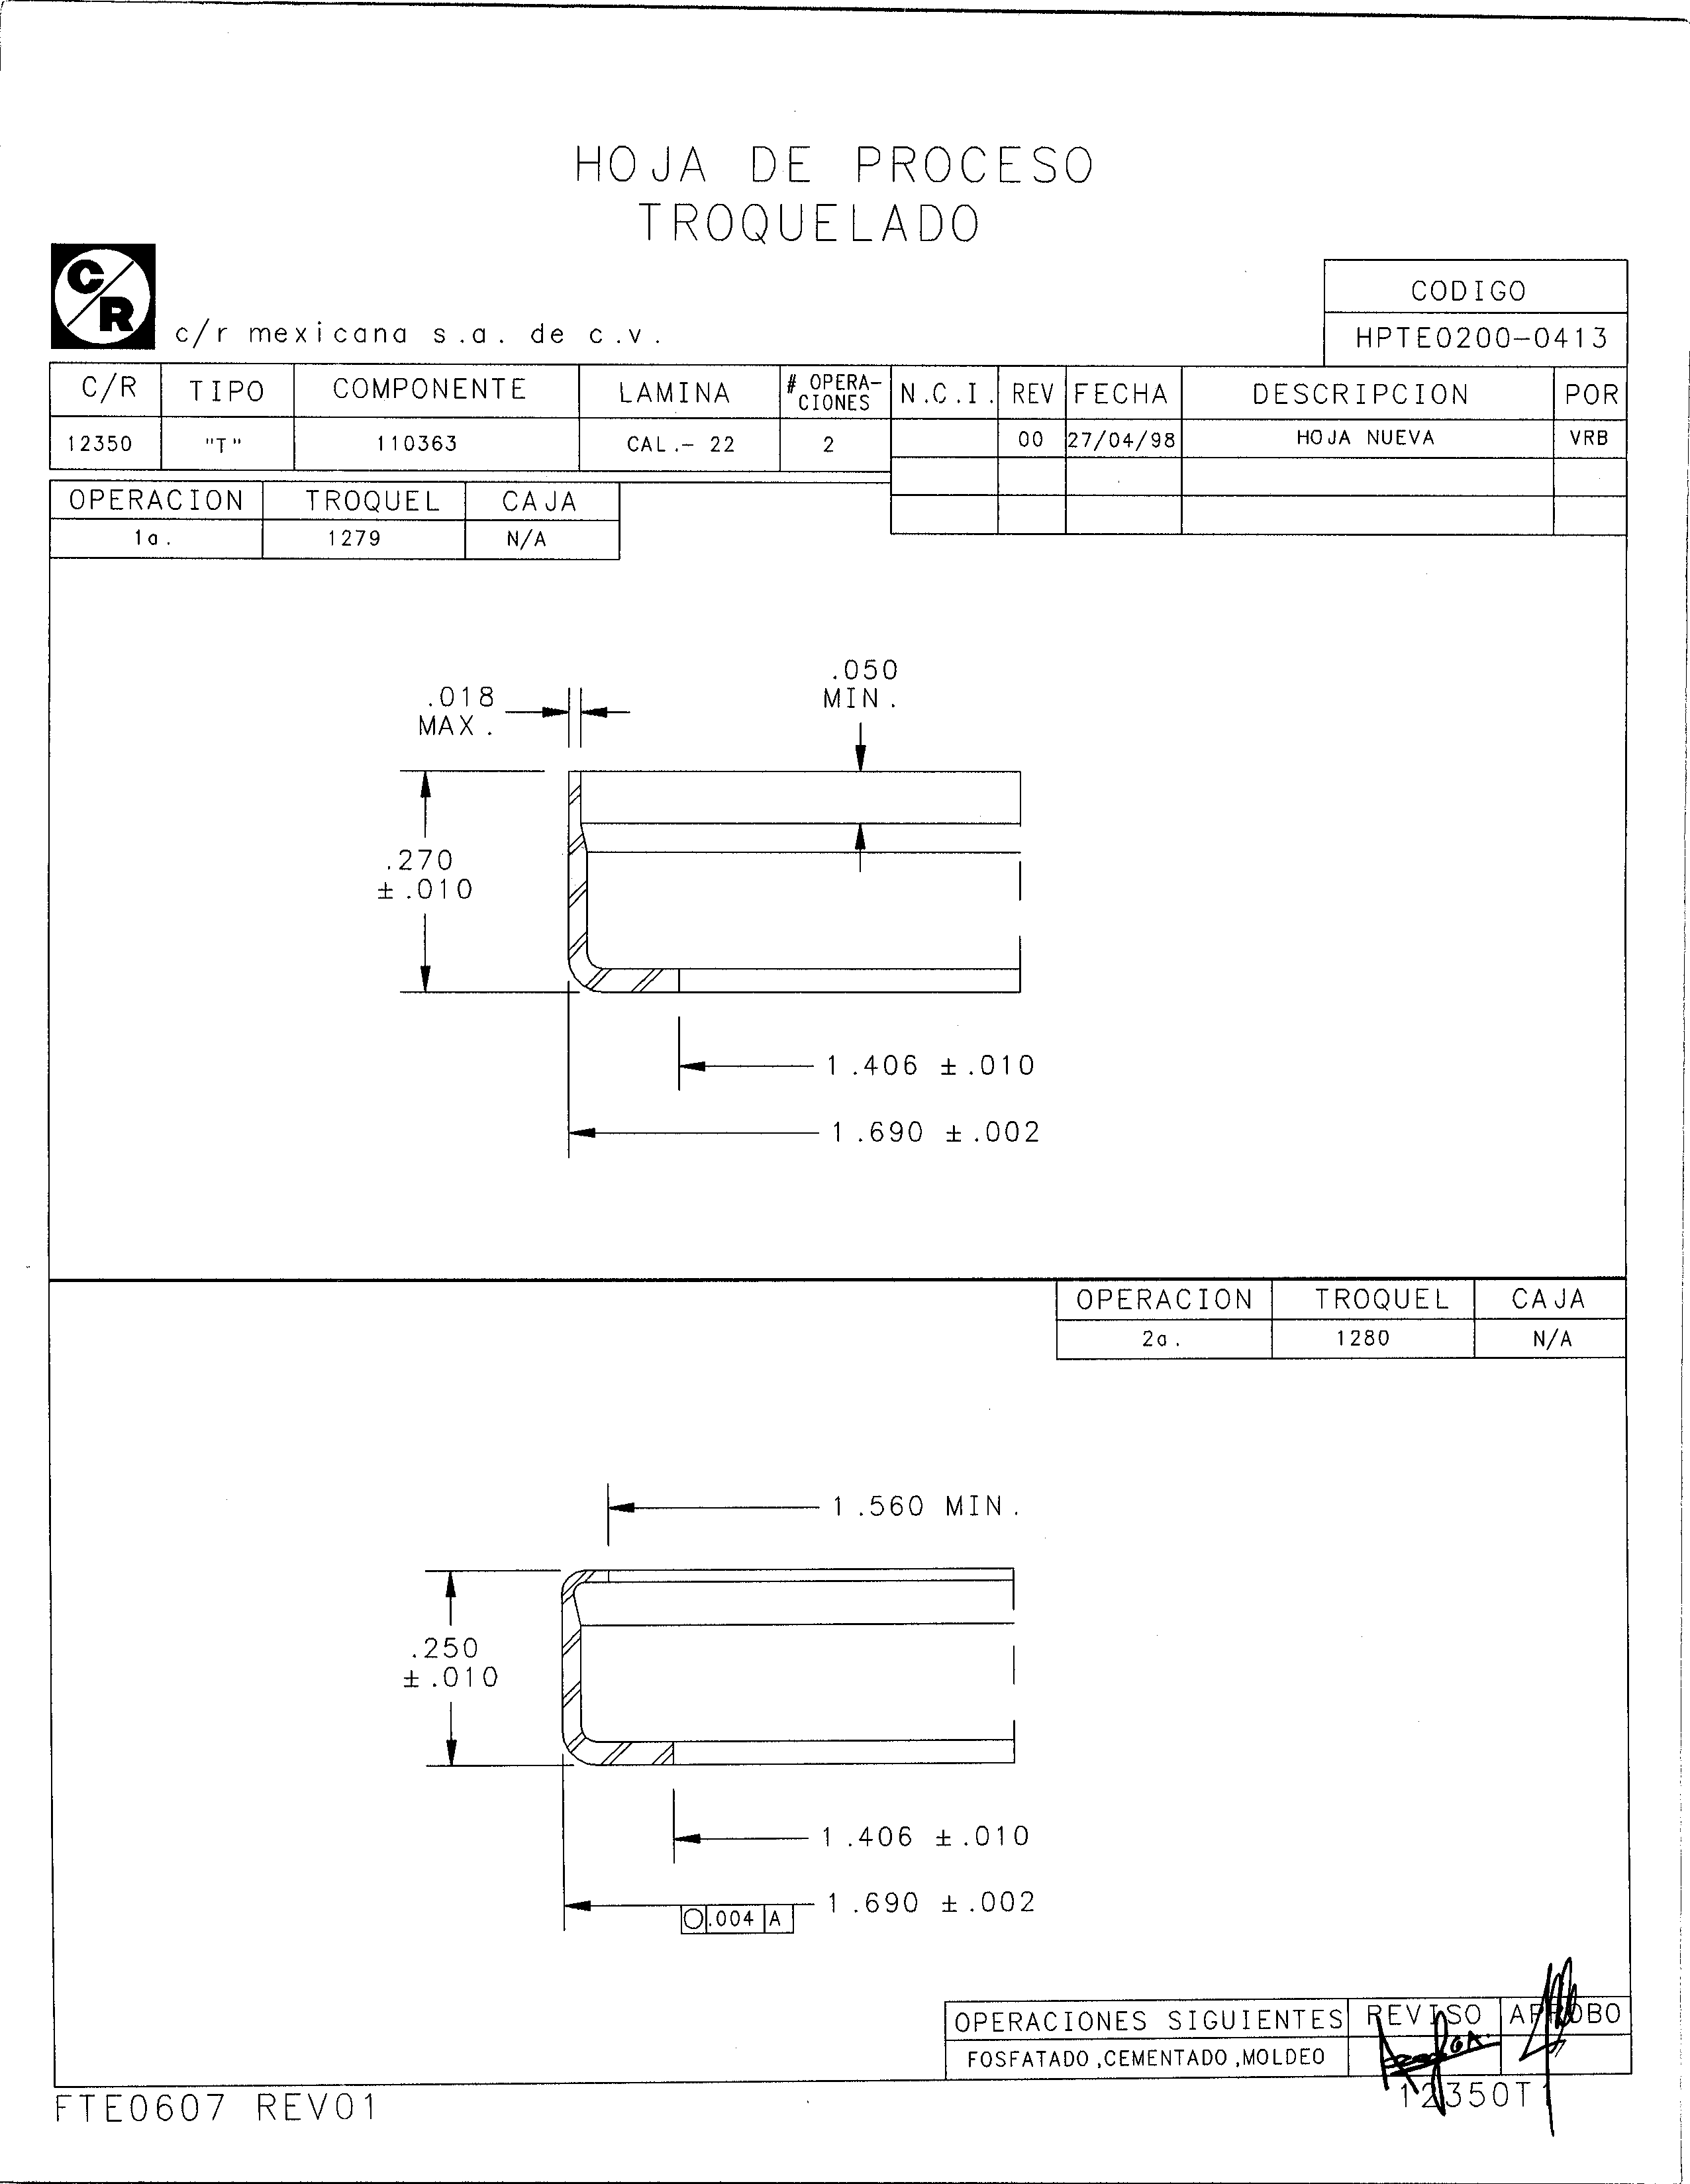 HOJA DE PROCESO
TROQUELADO
C/R
c/r mexicana s.a. de c.v.
CODIGO
HPTE0200-0413
C/R TIPO COMPONENTE LAMINA # OPERA-CIONES N.C.I. REV FECHA DESCRIPCION POR
12350 "T" 110363 CAL.- 22 2 00 27/04/98 HOJA NUEVA VRB
OPERACION TROQUEL CAJA
1a. 1279 N/A
.050
MIN.
.018
MAX.
.270
±.010
1.406 ±.010
1.690 ±.002
OPERACION TROQUEL CAJA
2a. 1280 N/A
1.560 MIN.
.250
±.010
1.406 ±.010
1.690 ±.002
.004 A
OPERACIONES SIGUIENTES REVISO APROBO
FOSFATADO,CEMENTADO,MOLDEO
FTE0607 REV01
12350T1